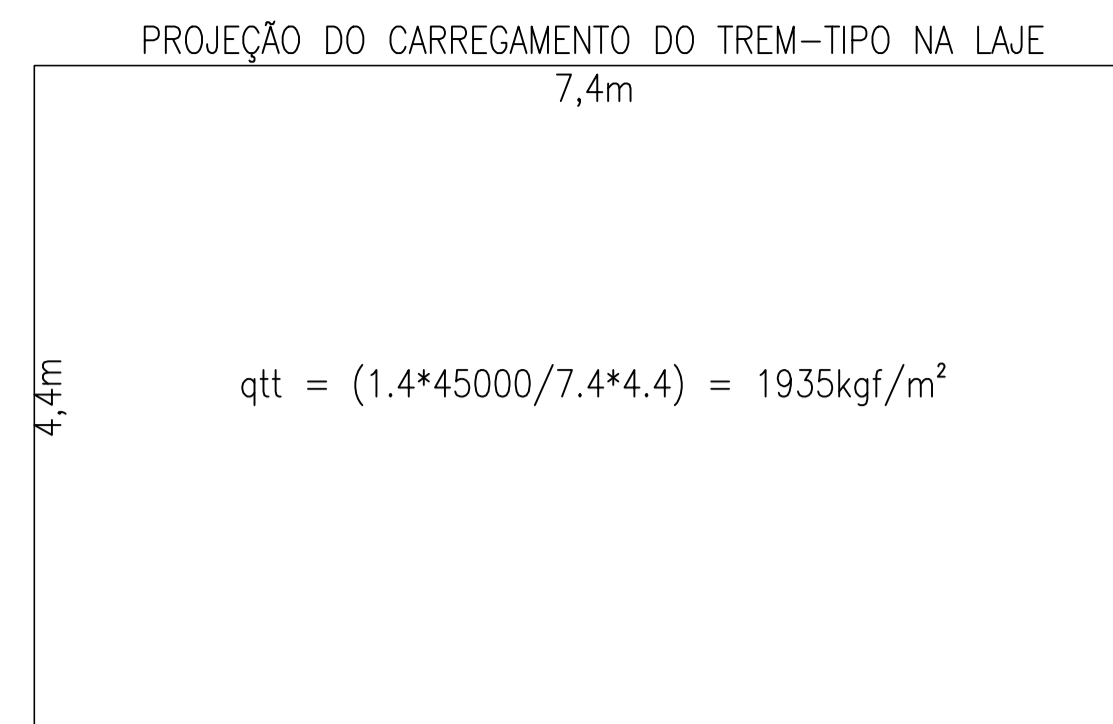 PROJEÇÃO DO CARREGAMENTO DO TREM-TIPO NA LAJE
7,4m
4,4m
qtt = (1.4*45000/7.4*4.4) = 1935kgf/m²